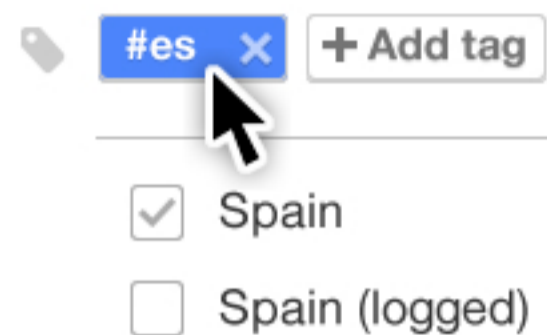 #es × + Add tag
Spain
Spain (logged)